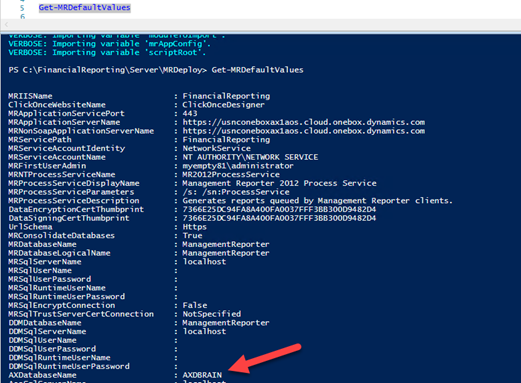 5 Get-MRDefaultValues
6
VERBOSE: Importing variable 'moduleToImport'.
VERBOSE: Importing variable 'mrAppConfig'.
VERBOSE: Importing variable 'scriptRoot'.
PS C:\FinancialReporting\Server\MRDeploy> Get-MRDefaultValues
MRIISName : FinancialReporting
ClickOnceWebsiteName : ClickOnceDesigner
MRApplicationServicePort : 443
MRApplicationServerName : https://usnconeboxax1aos.cloud.onebox.dynamics.com
MRNonSoapApplicationServerName : https://usnconeboxax1aos.cloud.onebox.dynamics.com
MRServicePath : FinancialReporting
MRServiceAccountIdentity : NetworkService
MRServiceAccountName : NT AUTHORITY\NETWORK SERVICE
MRFirstUserAdmin : myempty81\administrator
MRNTProcessServiceName : MR2012ProcessService
MRProcessServiceDisplayName : Management Reporter 2012 Process Service
MRProcessServiceParameters : /s: /sn:ProcessService
MRProcessServiceDescription : Generates reports queued by Management Reporter clients.
DataEncryptionCertThumbprint : 7366E25DC94FA8A400FA0037FFF3BB300D9482D4
DataSigningCertThumbprint : 7366E25DC94FA8A400FA0037FFF3BB300D9482D4
UrlSchema : Https
MRConsolidateDatabases : True
MRDatabaseName : ManagementReporter
MRDatabaseLogicalName : ManagementReporter
MRSqlServerName : localhost
MRSqlUserName :
MRSqlUserPassword :
MRSqlRuntimeUserName :
MRSqlRuntimeUserPassword :
MRSqlEncryptConnection : False
MRSqlTrustServerCertConnection : NotSpecified
DDMDatabaseName : ManagementReporter
DDMSqlServerName : localhost
DDMSqlUserName :
DDMSqlUserPassword :
DDMSqlRuntimeUserName :
DDMSqlRuntimeUserPassword :
AXDatabaseName : AXDBRAIN